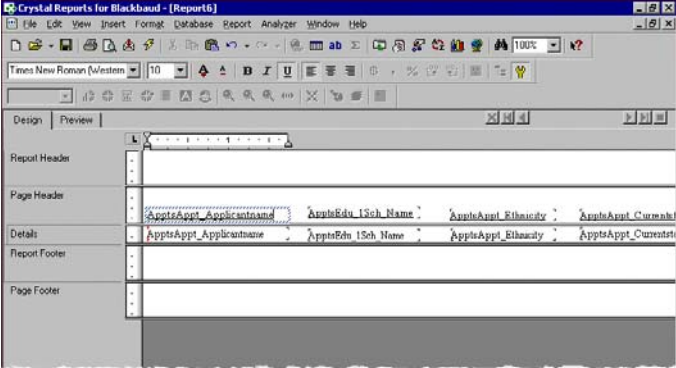 Crystal Reports for Blackbaud - [Report6]
File Edit View Insert Format Database Report Analyzer Window Help
100%
Times New Roman (Western 10 B I U
Design Preview
1
Report Header
Page Header
ApptsAppt_Applicantname ApptsEdu_1Sch_Name ApptsAppt_Ethnicity ApptsAppt_Currentst
Details ApptsAppt_Applicantname ApptsEdu_1Sch_Name ApptsAppt_Ethnicity ApptsAppt_Currentst
Report Footer
Page Footer